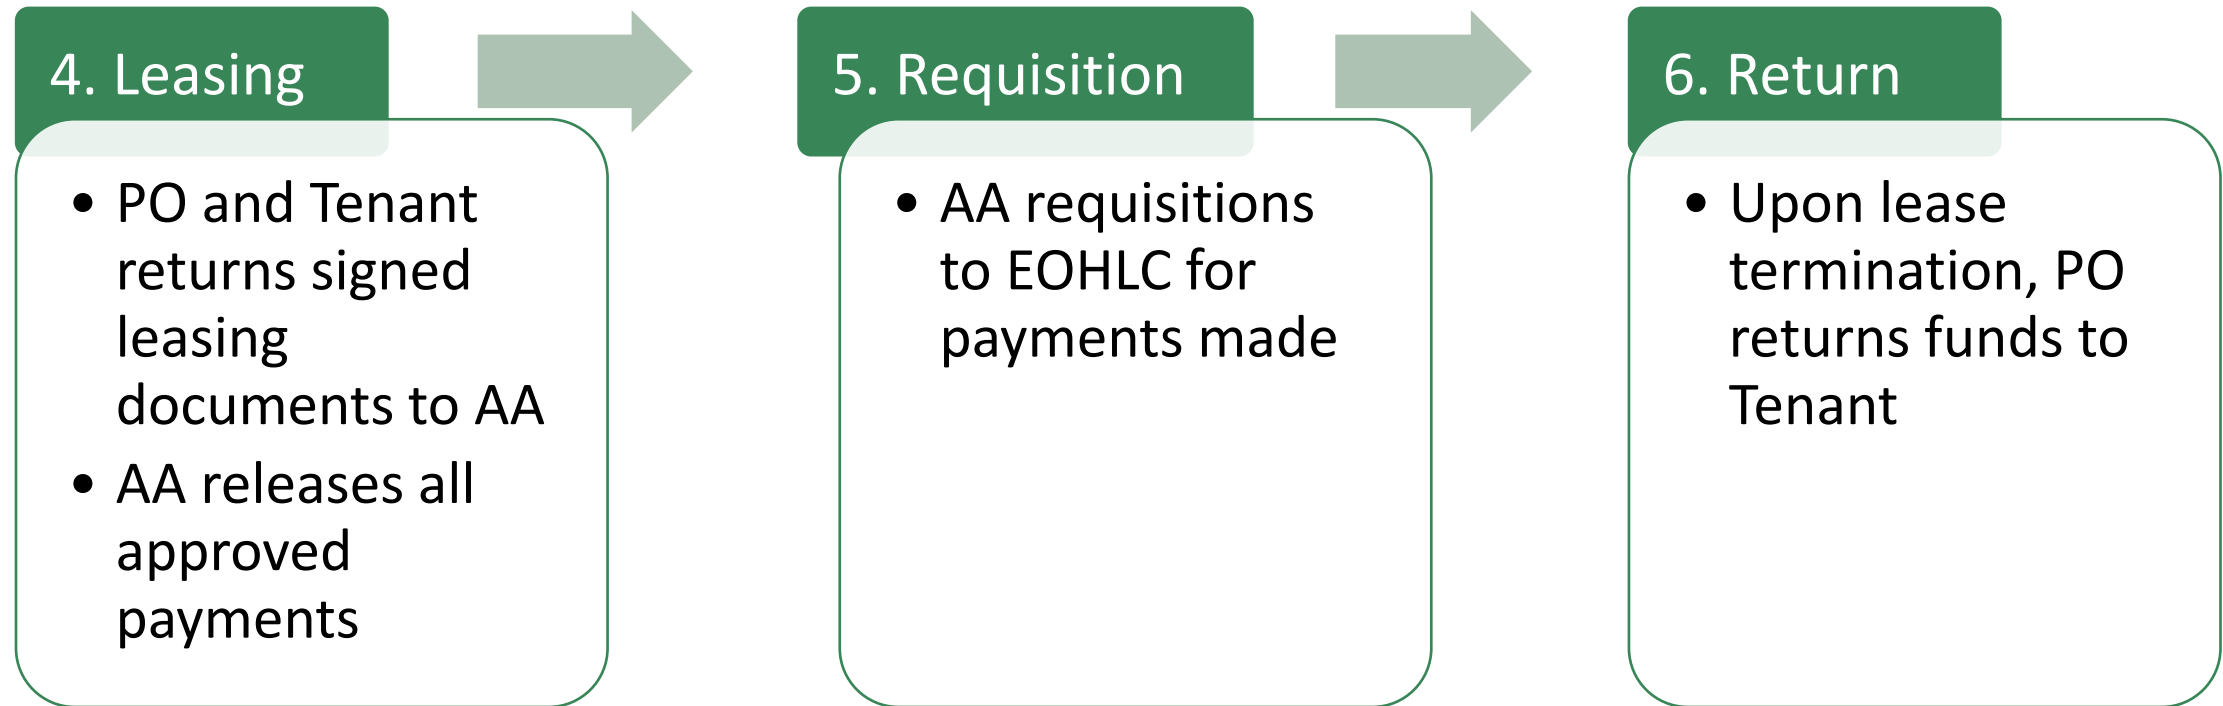 4. Leasing
• PO and Tenant
returns signed
leasing
documents to AA
• AA releases all
approved
payments
5. Requisition
• AA requisitions
to EOHLC for
payments made
6. Return
• Upon lease
termination, PO
returns funds to
Tenant